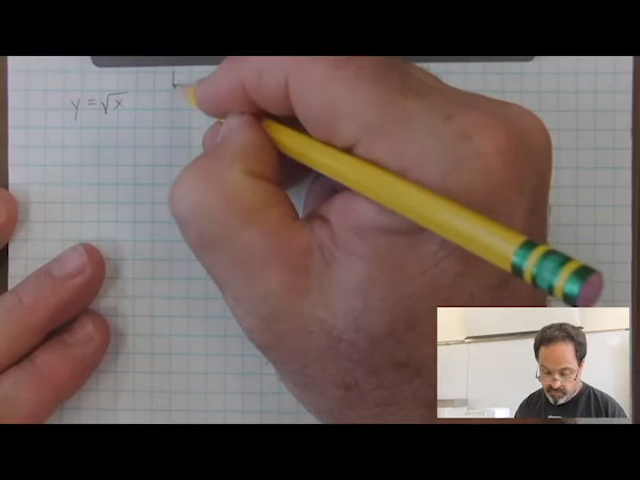 y = √x